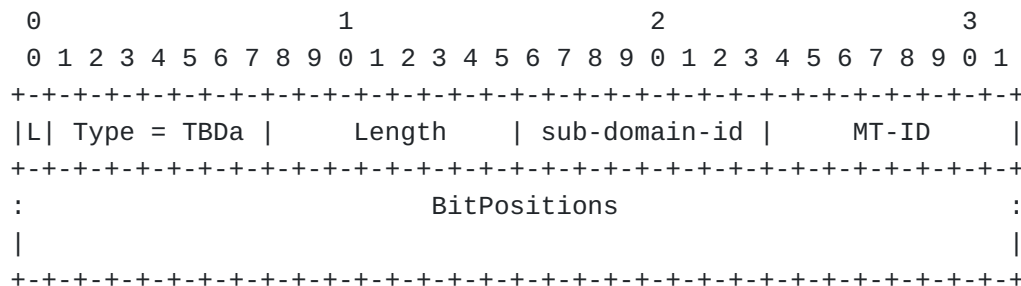 0                   1                   2                   3
 0 1 2 3 4 5 6 7 8 9 0 1 2 3 4 5 6 7 8 9 0 1 2 3 4 5 6 7 8 9 0 1
+-+-+-+-+-+-+-+-+-+-+-+-+-+-+-+-+-+-+-+-+-+-+-+-+-+-+-+-+-+-+-+-+
|L| Type = TBDa |     Length    | sub-domain-id |     MT-ID     |
+-+-+-+-+-+-+-+-+-+-+-+-+-+-+-+-+-+-+-+-+-+-+-+-+-+-+-+-+-+-+-+-+
:                          BitPositions                         :
|                                                               |
+-+-+-+-+-+-+-+-+-+-+-+-+-+-+-+-+-+-+-+-+-+-+-+-+-+-+-+-+-+-+-+-+